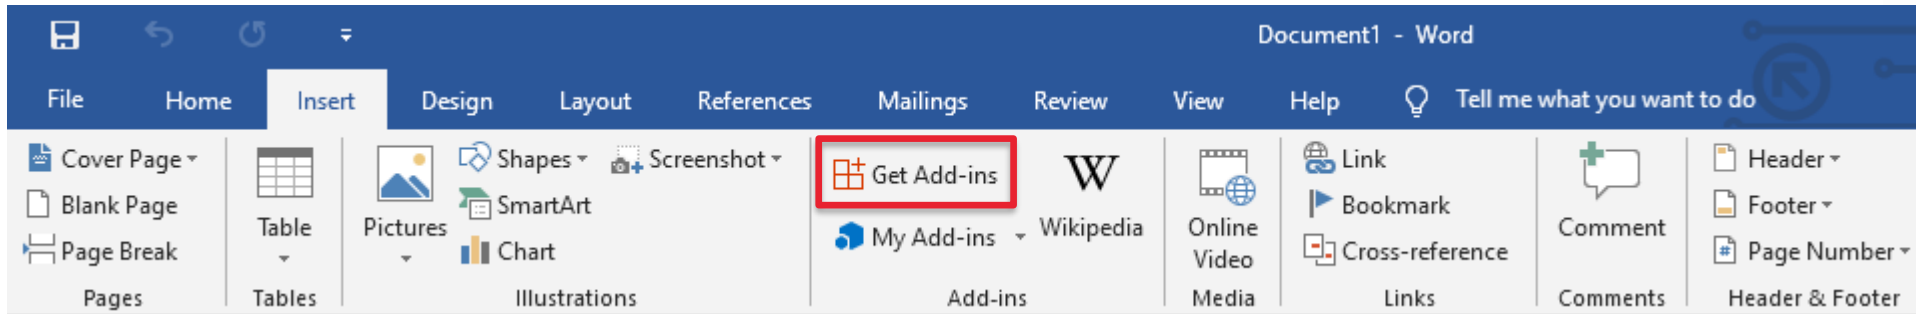 Document1 - Word
File Home Insert Design Layout References Mailings Review View Help Tell me what you want to do
Cover Page
Blank Page
Page Break
Pages
Table
Tables
Pictures
Shapes
SmartArt
Chart
Screenshot
Illustrations
Get Add-ins
My Add-ins
W
Wikipedia
Add-ins
Online
Video
Media
Link
Bookmark
Cross-reference
Links
Comment
Comments
Header
Footer
# Page Number
Header & Footer